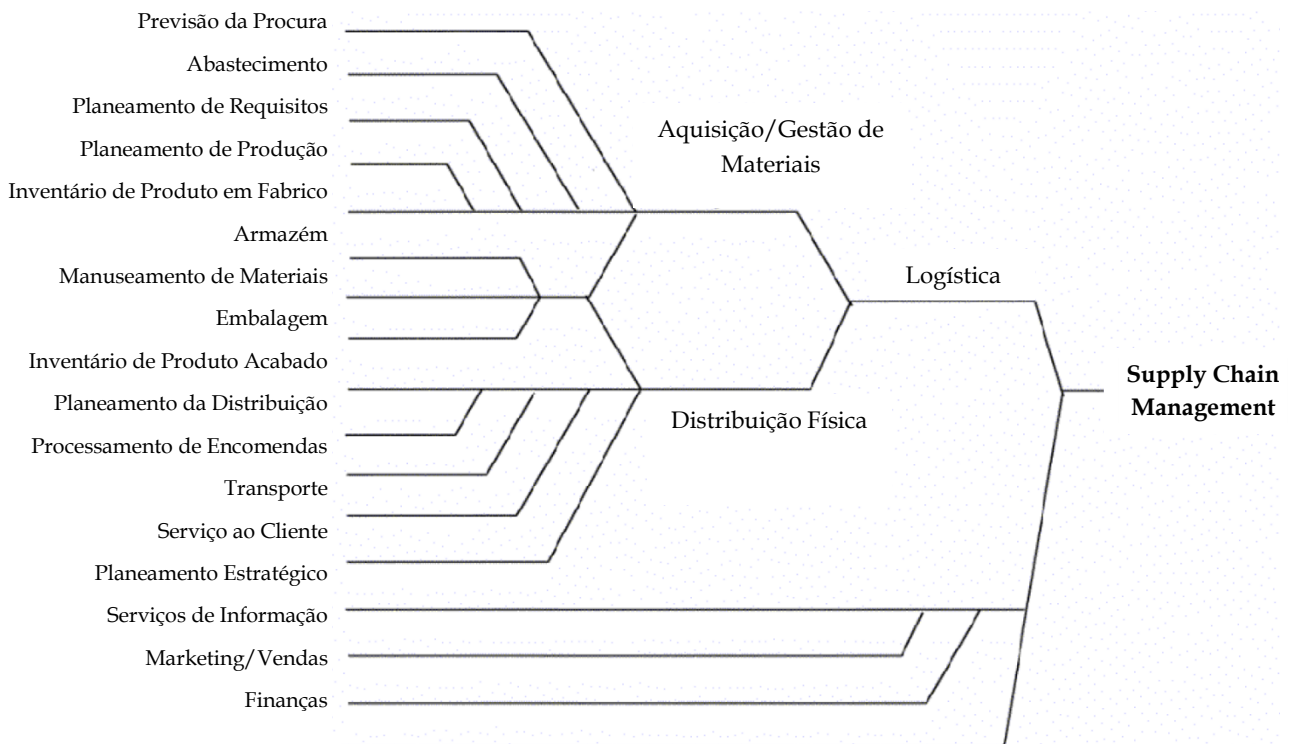 Previsão da Procura
Abastecimento
Planeamento de Requisitos
Planeamento de Produção
Inventário de Produto em Fabrico
Armazém
Manuseamento de Materiais
Embalagem
Inventário de Produto Acabado
Planeamento da Distribuição
Processamento de Encomendas
Transporte
Serviço ao Cliente
Planeamento Estratégico
Serviços de Informação
Marketing/Vendas
Finanças
Aquisição/Gestão de
Materiais
Distribuição Física
Logística
Supply Chain
Management